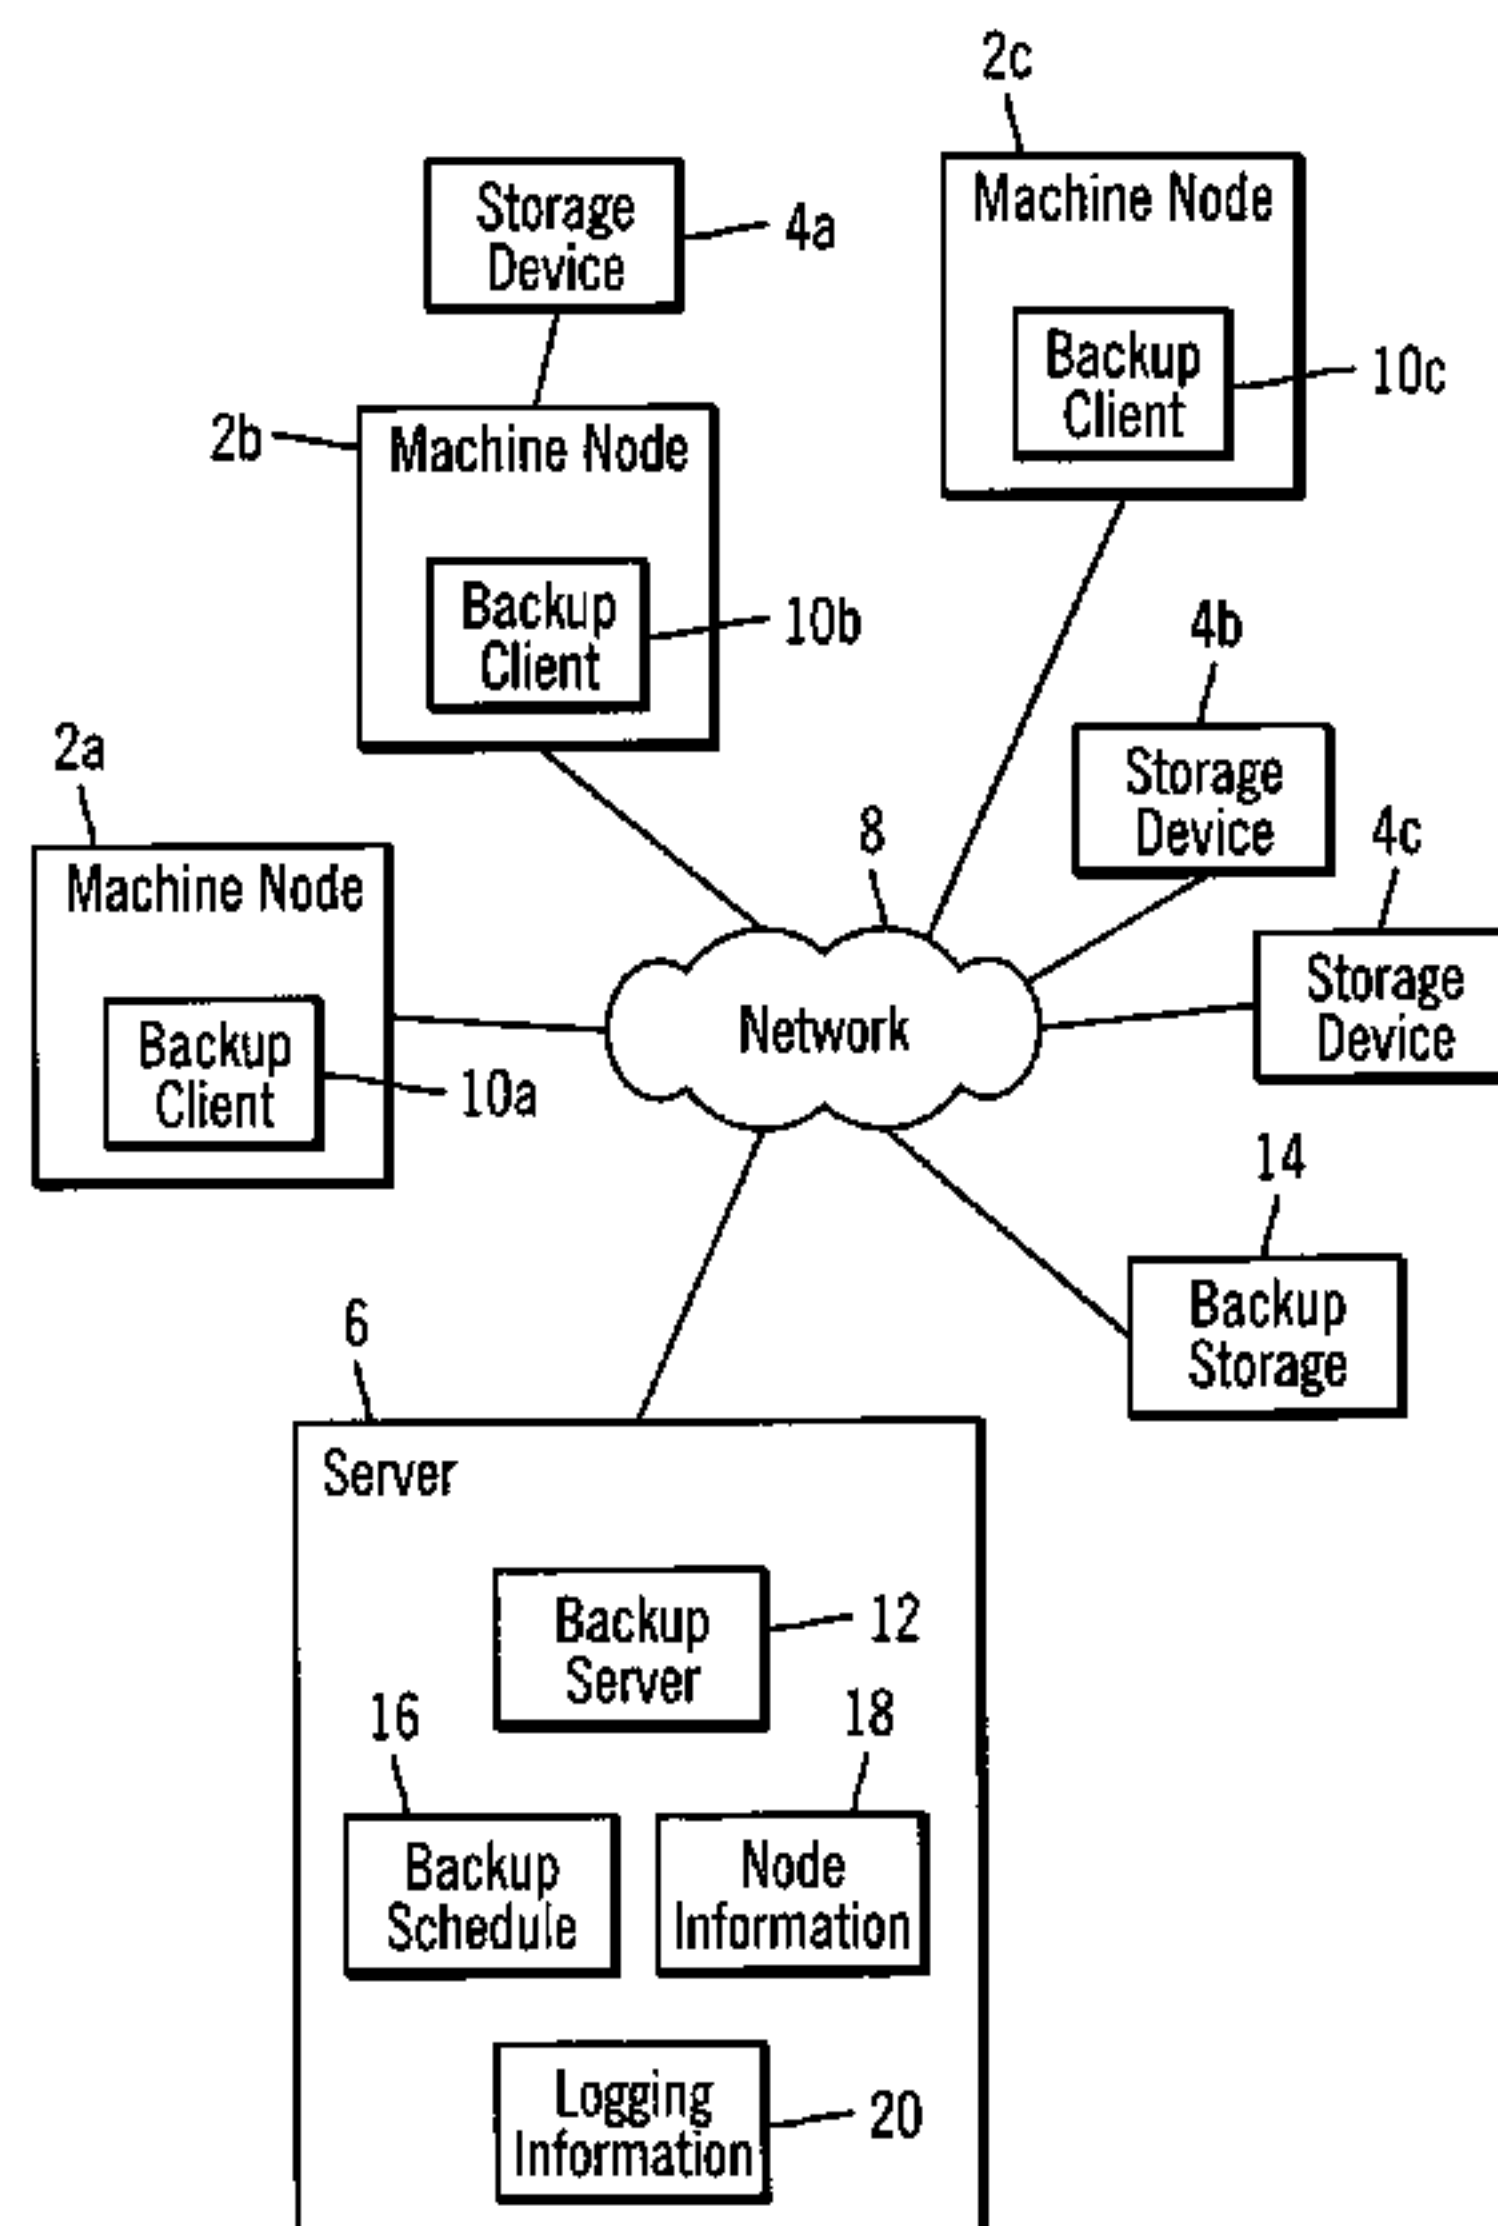 2c
Storage
Device
4a
Machine Node
Backup
Client
10c
2b
Machine Node
Backup
Client
10b
4b
Storage
Device
2a
Machine Node
Backup
Client
10a
8
Network
4c
Storage
Device
14
Backup
Storage
6
Server
Backup
Server
12
16
Backup
Schedule
18
Node
Information
Logging
Information
20